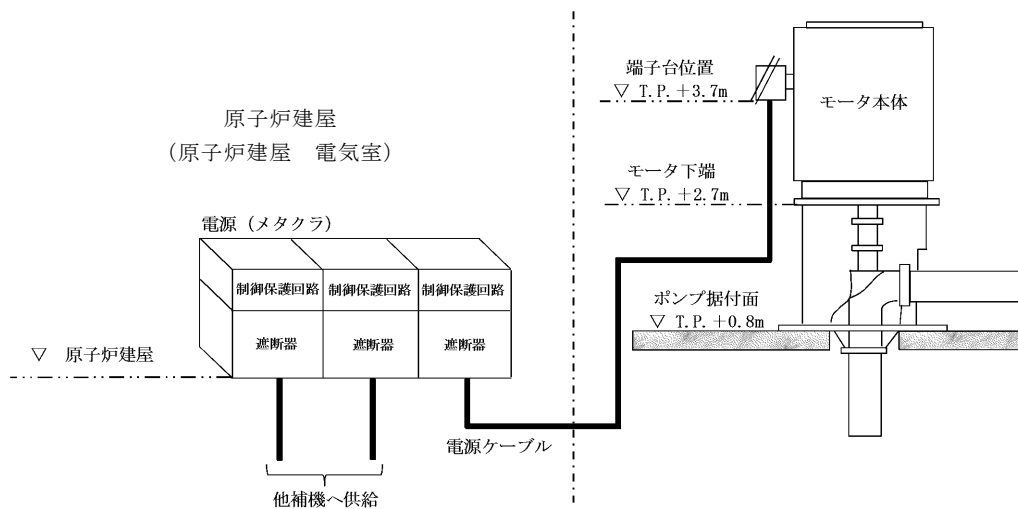 原子炉建屋
（原子炉建屋　電気室）
電源（メタクラ）
制御保護回路
制御保護回路
制御保護回路
遮断器
遮断器
遮断器
▽　原子炉建屋
電源ケーブル
他補機へ供給
端子台位置
▽ T.P.＋3.7m
モータ本体
モータ下端
▽ T.P.＋2.7m
ポンプ据付面
▽ T.P.＋0.8m